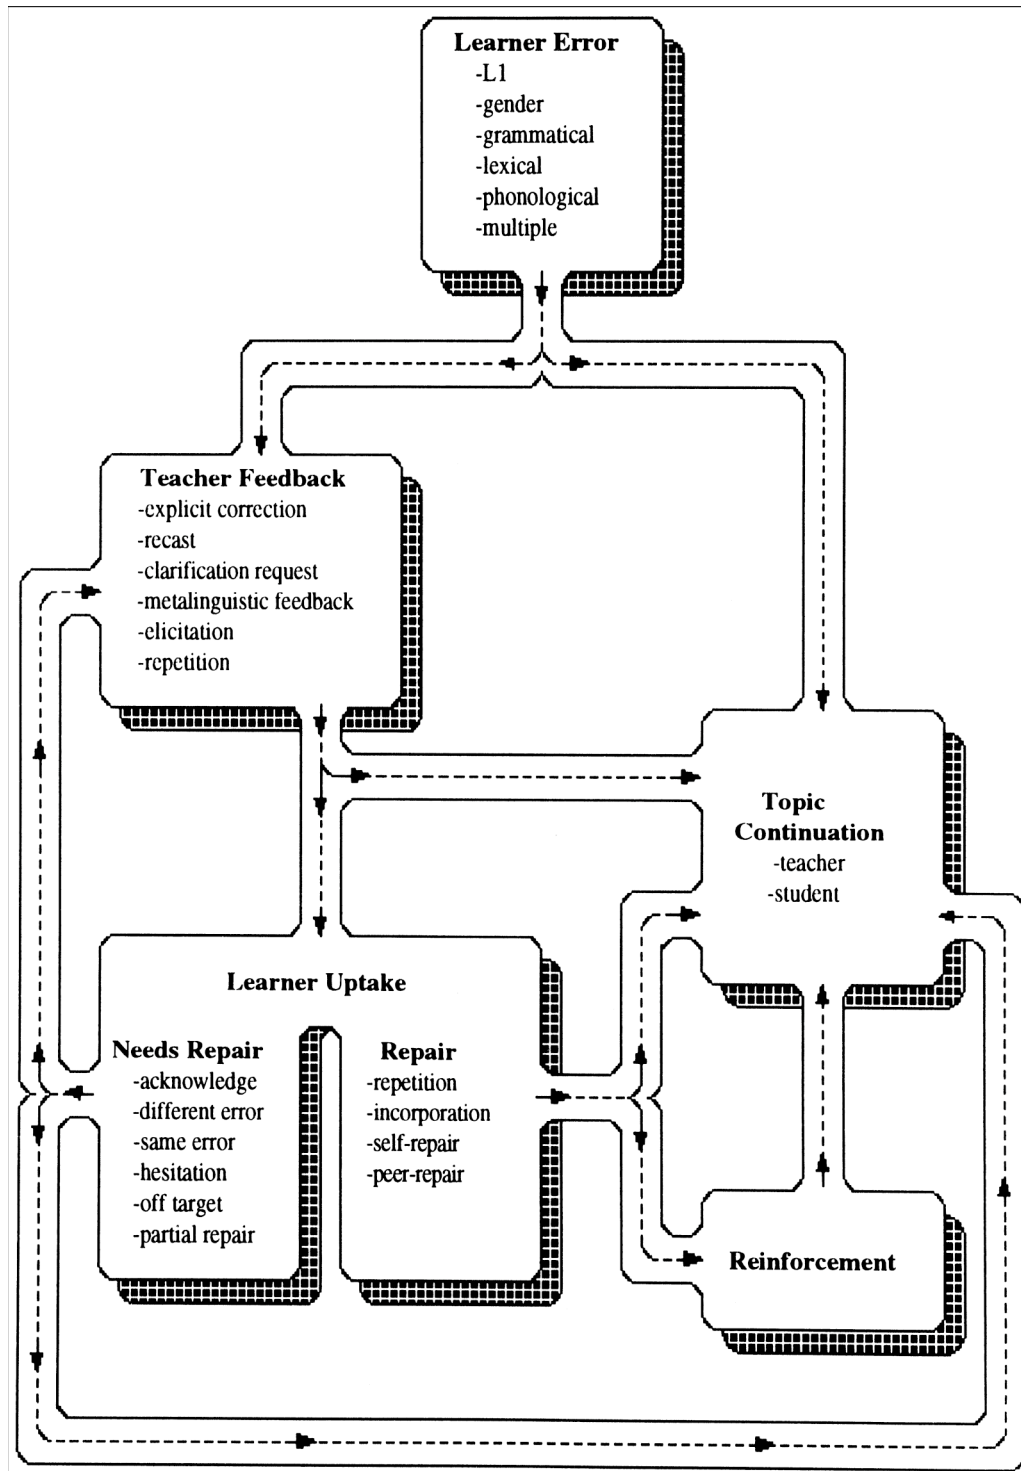 Learner Error
-L1
-gender
-grammatical
-lexical
-phonological
-multiple
Teacher Feedback
-explicit correction
-recast
-clarification request
-metalinguistic feedback
-elicitation
-repetition
Topic
Continuation
-teacher
-student
Learner Uptake
Needs Repair
-acknowledge
-different error
-same error
-hesitation
-off target
-partial repair
Repair
-repetition
-incorporation
-self-repair
-peer-repair
Reinforcement